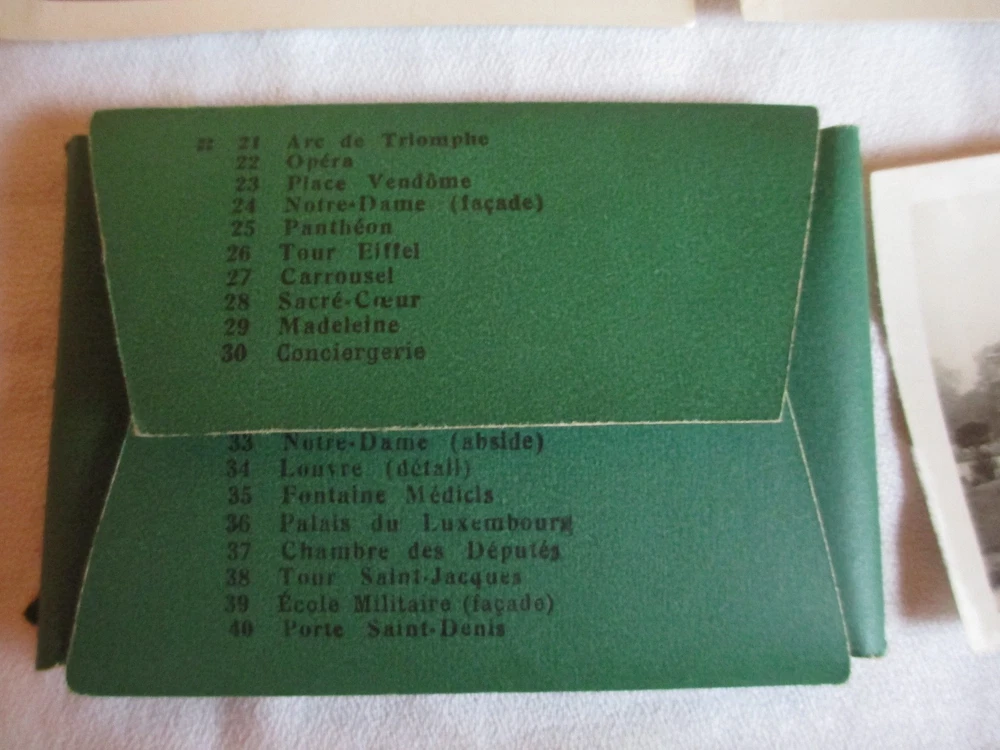 21 Arc de Triomphe
22 Opéra
23 Place Vendôme
24 Notre-Dame (façade)
25 Panthéon
26 Tour Eiffel
27 Carrousel
28 Sacré-Cœur
29 Madeleine
30 Conciergerie
33 Notre-Dame (abside)
34 Louvre (détail)
35 Fontaine Médicis
36 Palais du Luxembourg
37 Chambre des Députés
38 Tour Saint-Jacques
39 École Militaire (façade)
40 Porte Saint-Denis